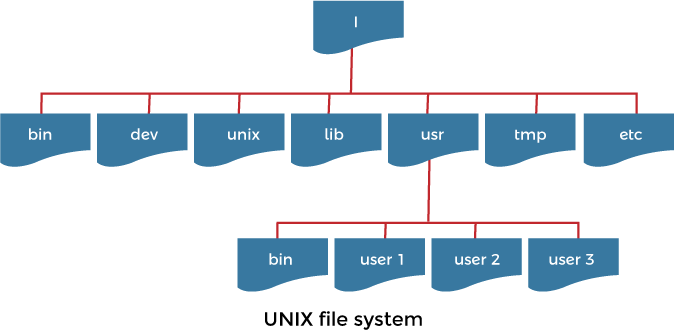 I
bin dev unix lib usr tmp etc
bin user 1 user 2 user 3
UNIX file system